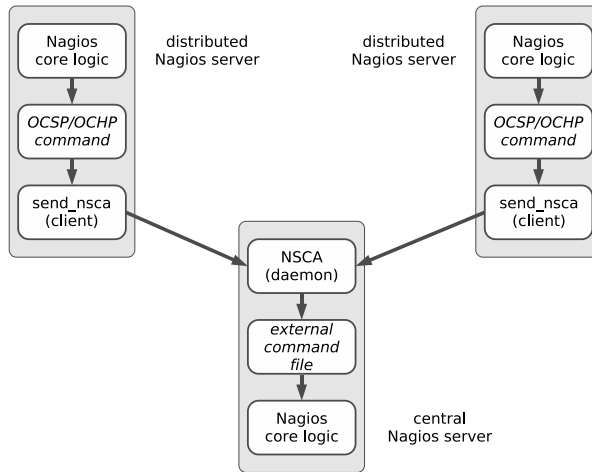 Nagios
core logic
OCSP/OCHP
command
send_nsca
(client)
distributed
Nagios server
distributed
Nagios server
Nagios
core logic
OCSP/OCHP
command
send_nsca
(client)
NSCA
(daemon)
external
command
file
Nagios
core logic
central
Nagios server